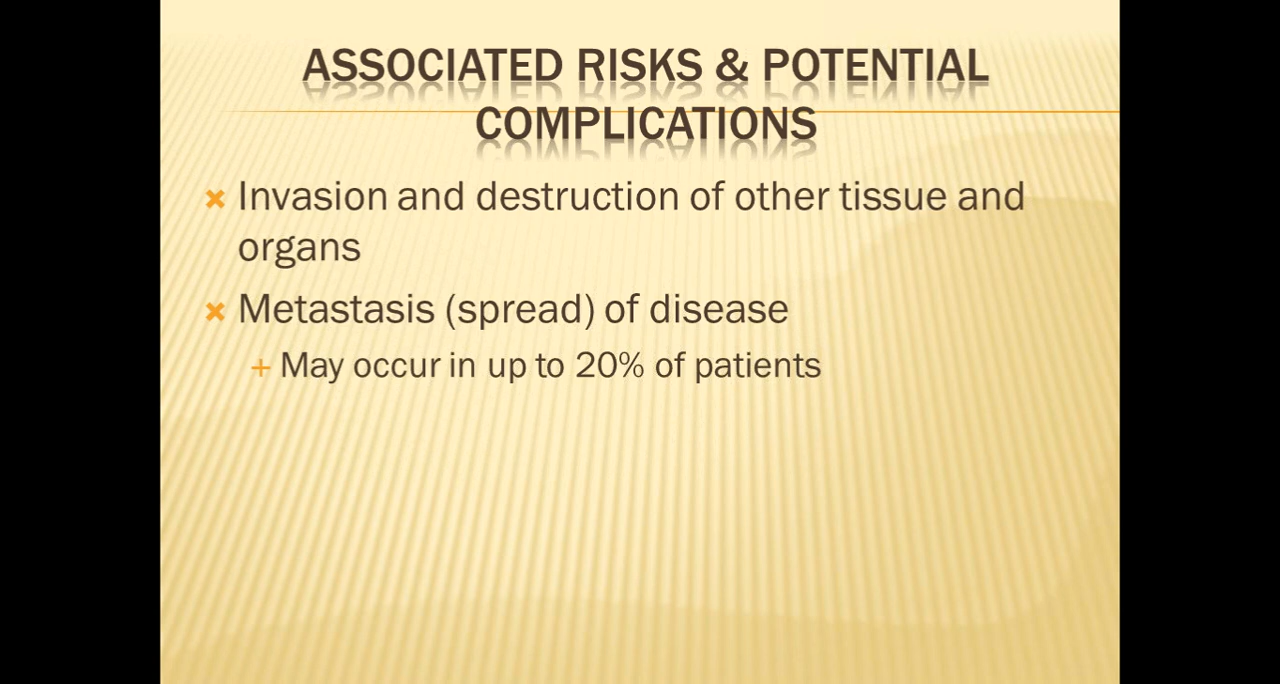 ASSOCIATED RISKS & POTENTIAL
COMPLICATIONS
Invasion and destruction of other tissue and
organs
Metastasis (spread) of disease
May occur in up to 20% of patients